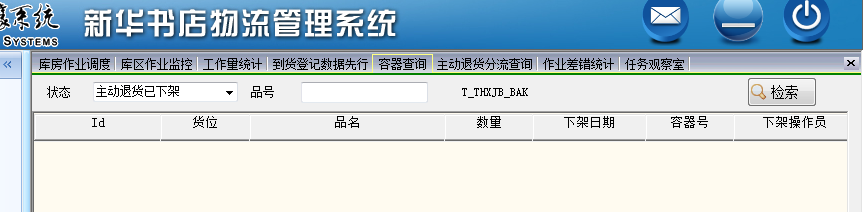 系统 新华书店物流管理系统
SYSTEMS
« 库房作业调度 库区作业监控 工作量统计 到货登记数据先行 容器查询 主动退货分流查询 作业差错统计 任务观察室 ×
状态 主动退货已下架 品号 T_THXJB_BAK 检索
Id 货位 品名 数量 下架日期 容器号 下架操作员